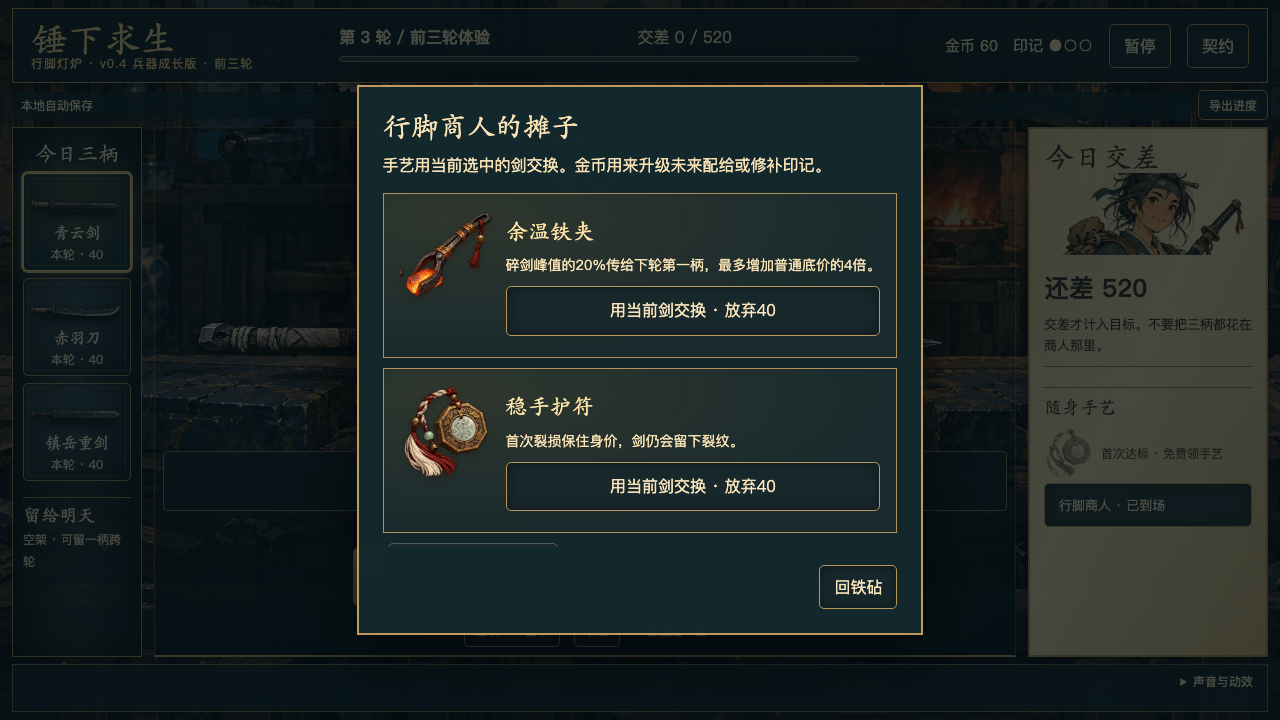 锤下求生
行脚灯炉 · v0.4 兵器成长版 · 前三轮
第 3 轮 / 前三轮体验
交差 0 / 520
金币 60
印记
暂停
契约
本地自动保存
导出进度
今日三柄
青云剑
本轮 · 40
赤羽刀
本轮 · 40
镇岳重剑
本轮 · 40
留给明天
空架 · 可留一柄跨
轮
行脚商人的摊子
手艺用当前选中的剑交换。金币用来升级未来配给或修补印记。
余温铁夹
碎剑峰值的20%传给下轮第一柄，最多增加普通底价的4倍。
用当前剑交换 · 放弃40
稳手护符
首次裂损保住身价，剑仍会留下裂纹。
用当前剑交换 · 放弃40
回铁砧
今日交差
还差 520
交差才计入目标。不要把三柄都花在
商人那里。
随身手艺
首次达标 · 免费领手艺
行脚商人 · 已到场
声音与动效